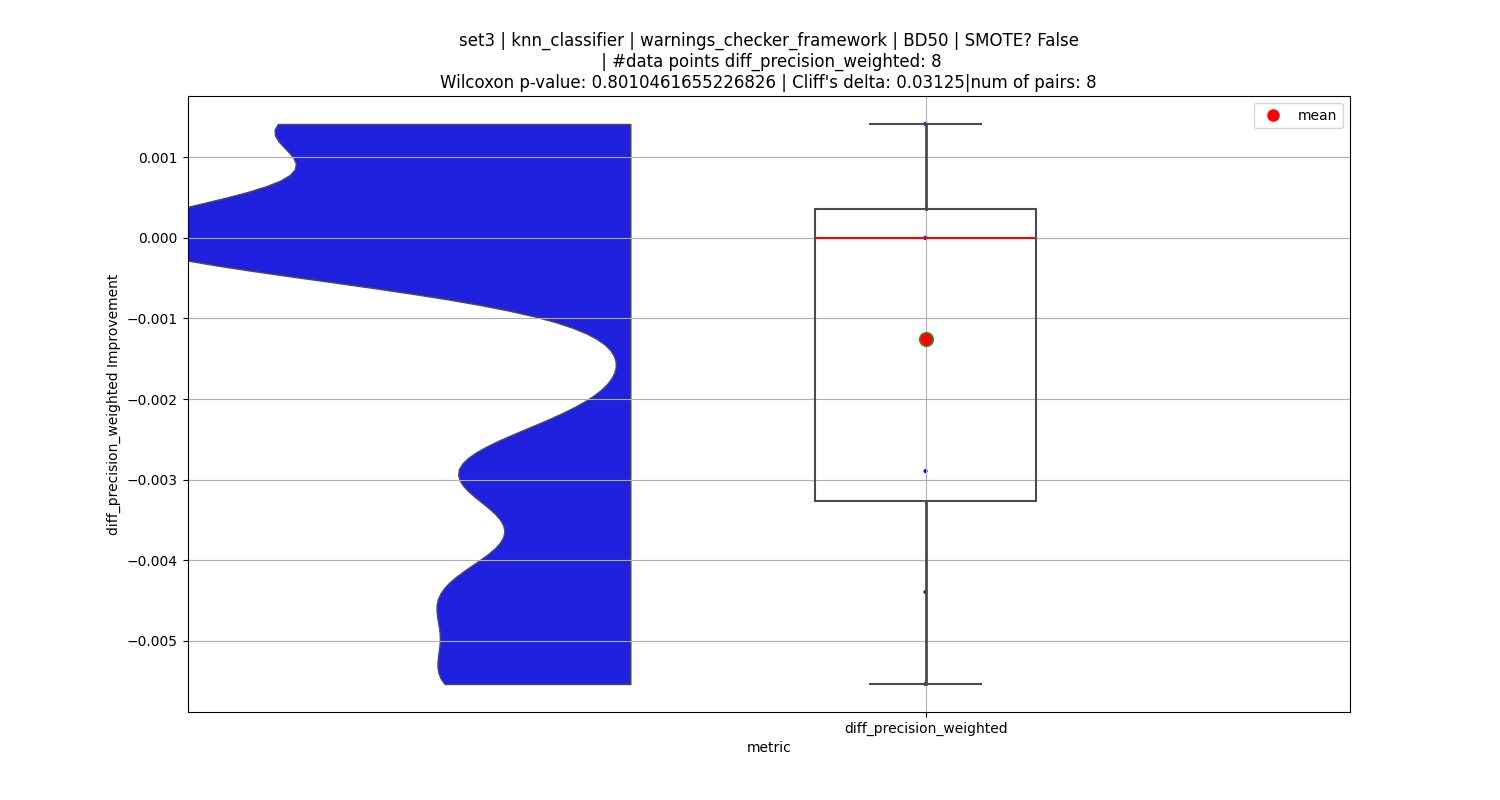 set3 | knn_classifier | warnings_checker_framework | BD50 | SMOTE? False
| #data points diff_precision_weighted: 8
Wilcoxon p-value: 0.8010461655226826 | Cliff's delta: 0.03125|num of pairs: 8
mean
0.001
0.000
−0.001
−0.002
−0.003
−0.004
−0.005
diff_precision_weighted Improvement
diff_precision_weighted
metric